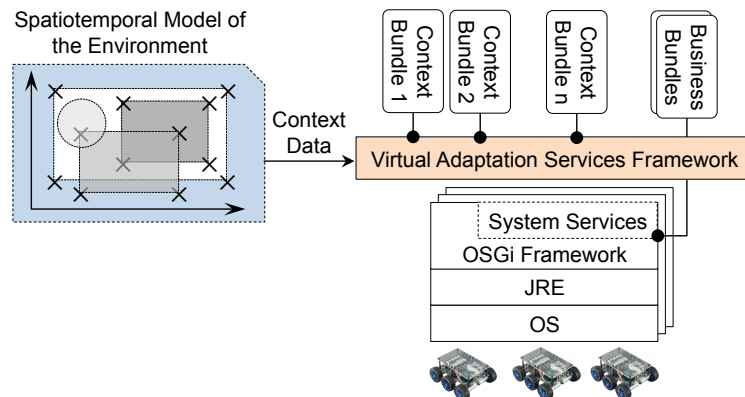 Spatiotemporal Model of
the Environment
Context
Data
Context
Bundle 1
Context
Bundle 2
Context
Bundle n
Business
Bundles
Virtual Adaptation Services Framework
System Services
OSGi Framework
JRE
OS